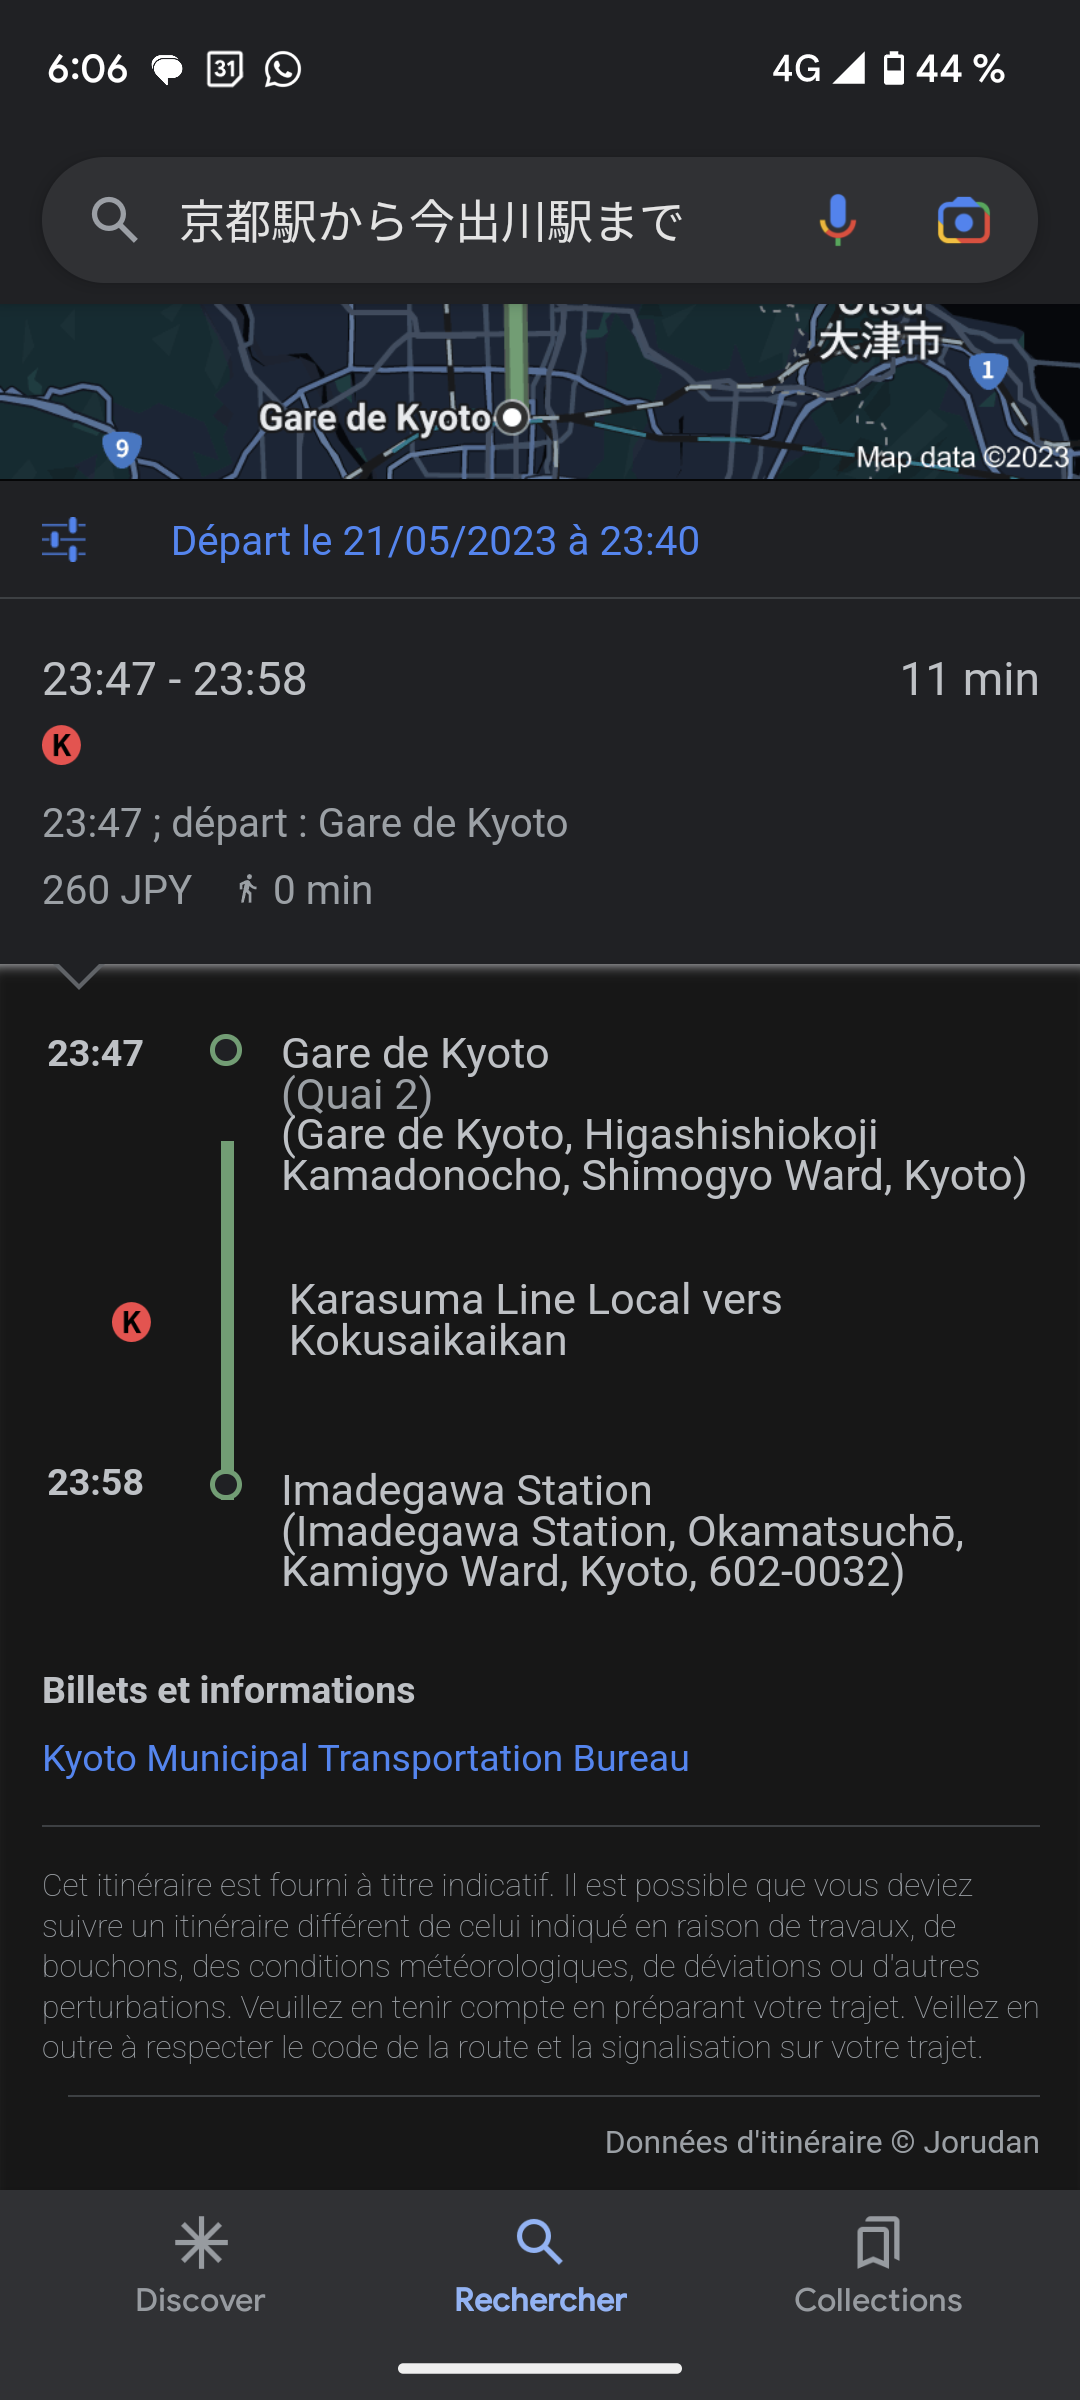 6:06 31 4G 44 %
京都駅から今出川駅まで
Otsu
大津市
1
Gare de Kyoto
9
Map data ©2023
Départ le 21/05/2023 à 23:40
23:47 - 23:58 11 min
K
23:47 ; départ : Gare de Kyoto
260 JPY 0 min
23:47 Gare de Kyoto
(Quai 2)
(Gare de Kyoto, Higashishiokoji
Kamadonocho, Shimogyo Ward, Kyoto)
Karasuma Line Local vers
K
Kokusaikaikan
23:58 Imadegawa Station
(Imadegawa Station, Okamatsuchō,
Kamigyo Ward, Kyoto, 602-0032)
Billets et informations
Kyoto Municipal Transportation Bureau
Cet itinéraire est fourni à titre indicatif. Il est possible que vous deviez
suivre un itinéraire différent de celui indiqué en raison de travaux, de
bouchons, des conditions météorologiques, de déviations ou d'autres
perturbations. Veuillez en tenir compte en préparant votre trajet. Veillez en
outre à respecter le code de la route et la signalisation sur votre trajet.
Données d'itinéraire © Jorudan
Discover Rechercher Collections